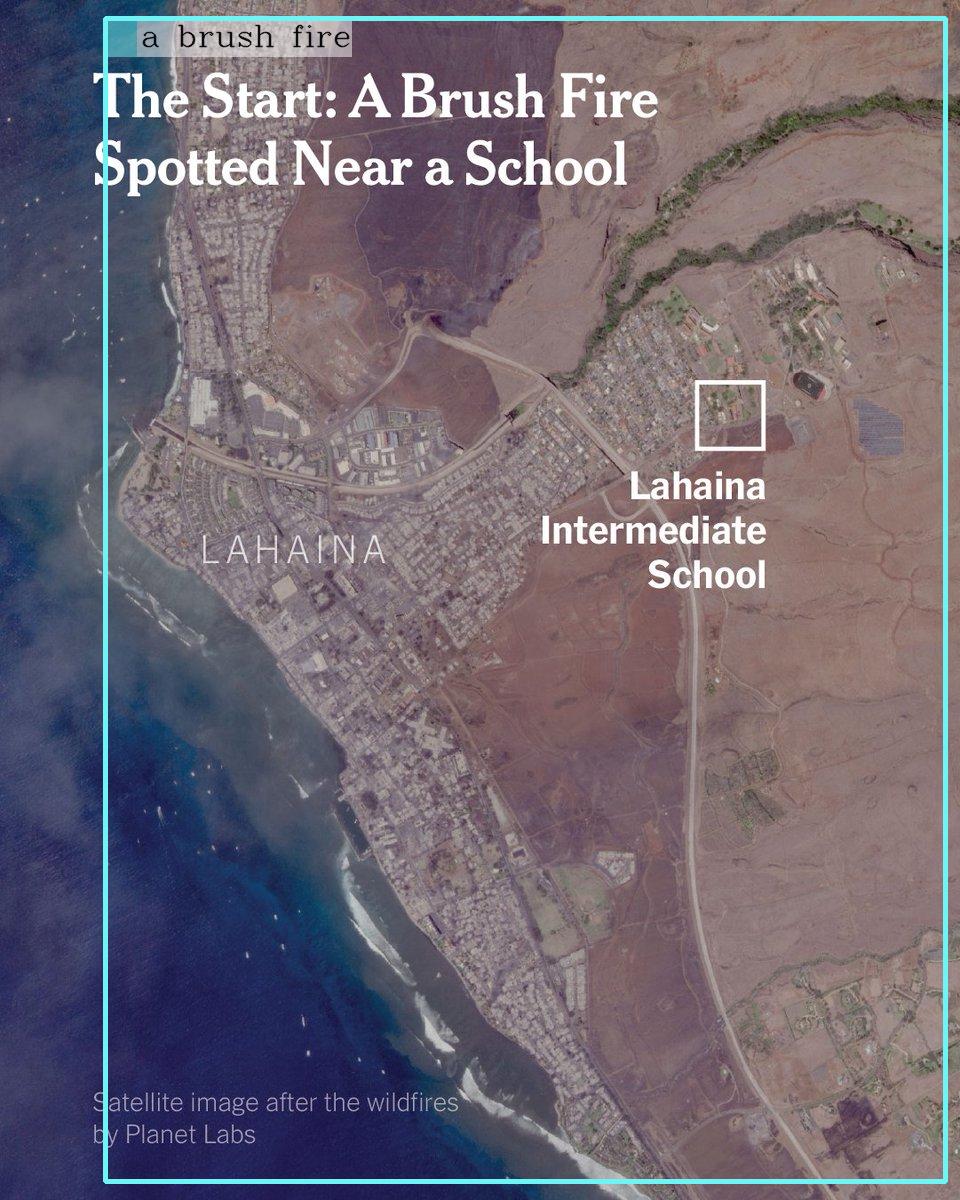 a brush fire
The Start: A Brush Fire
Spotted Near a School
Lahaina
Intermediate
School
LAHAINA
Satellite image after the wildfires
by Planet Labs